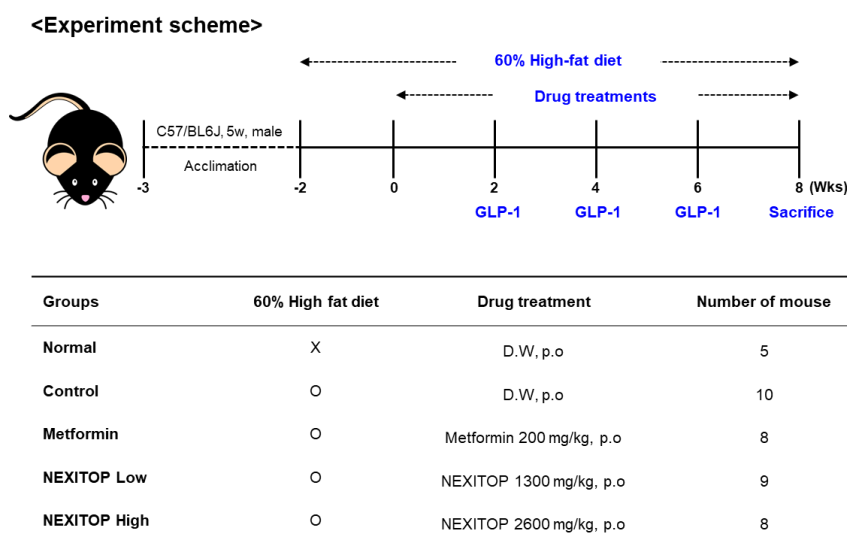 <Experiment scheme>
60% High-fat diet
Drug treatments
C57/BL6J, 5w, male
Acclimation
-3 -2 0 2 4 6 8 (Wks)
GLP-1 GLP-1 GLP-1 Sacrifice
Groups 60% High fat diet Drug treatment Number of mouse
Normal X D.W, p.o 5
Control O D.W, p.o 10
Metformin O Metformin 200 mg/kg, p.o 8
NEXITOP Low O NEXITOP 1300 mg/kg, p.o 9
NEXITOP High O NEXITOP 2600 mg/kg, p.o 8